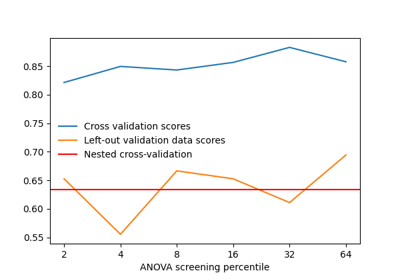 0.85
0.80
0.75
0.70
0.65
0.60
0.55
Cross validation scores
Left-out validation data scores
Nested cross-validation
2 4 8 16 32 64
ANOVA screening percentile